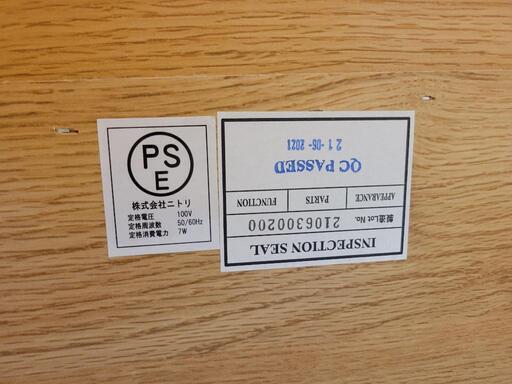 PS
E
株式会社ニトリ
定格電圧 100V
定格周波数 50/60Hz
定格消費電力 7W
INSPECTION SEAL
製造Lot No. 2106300200
APPEARANCE PARTS FUNCTION
QC PASSED
21-06-2021